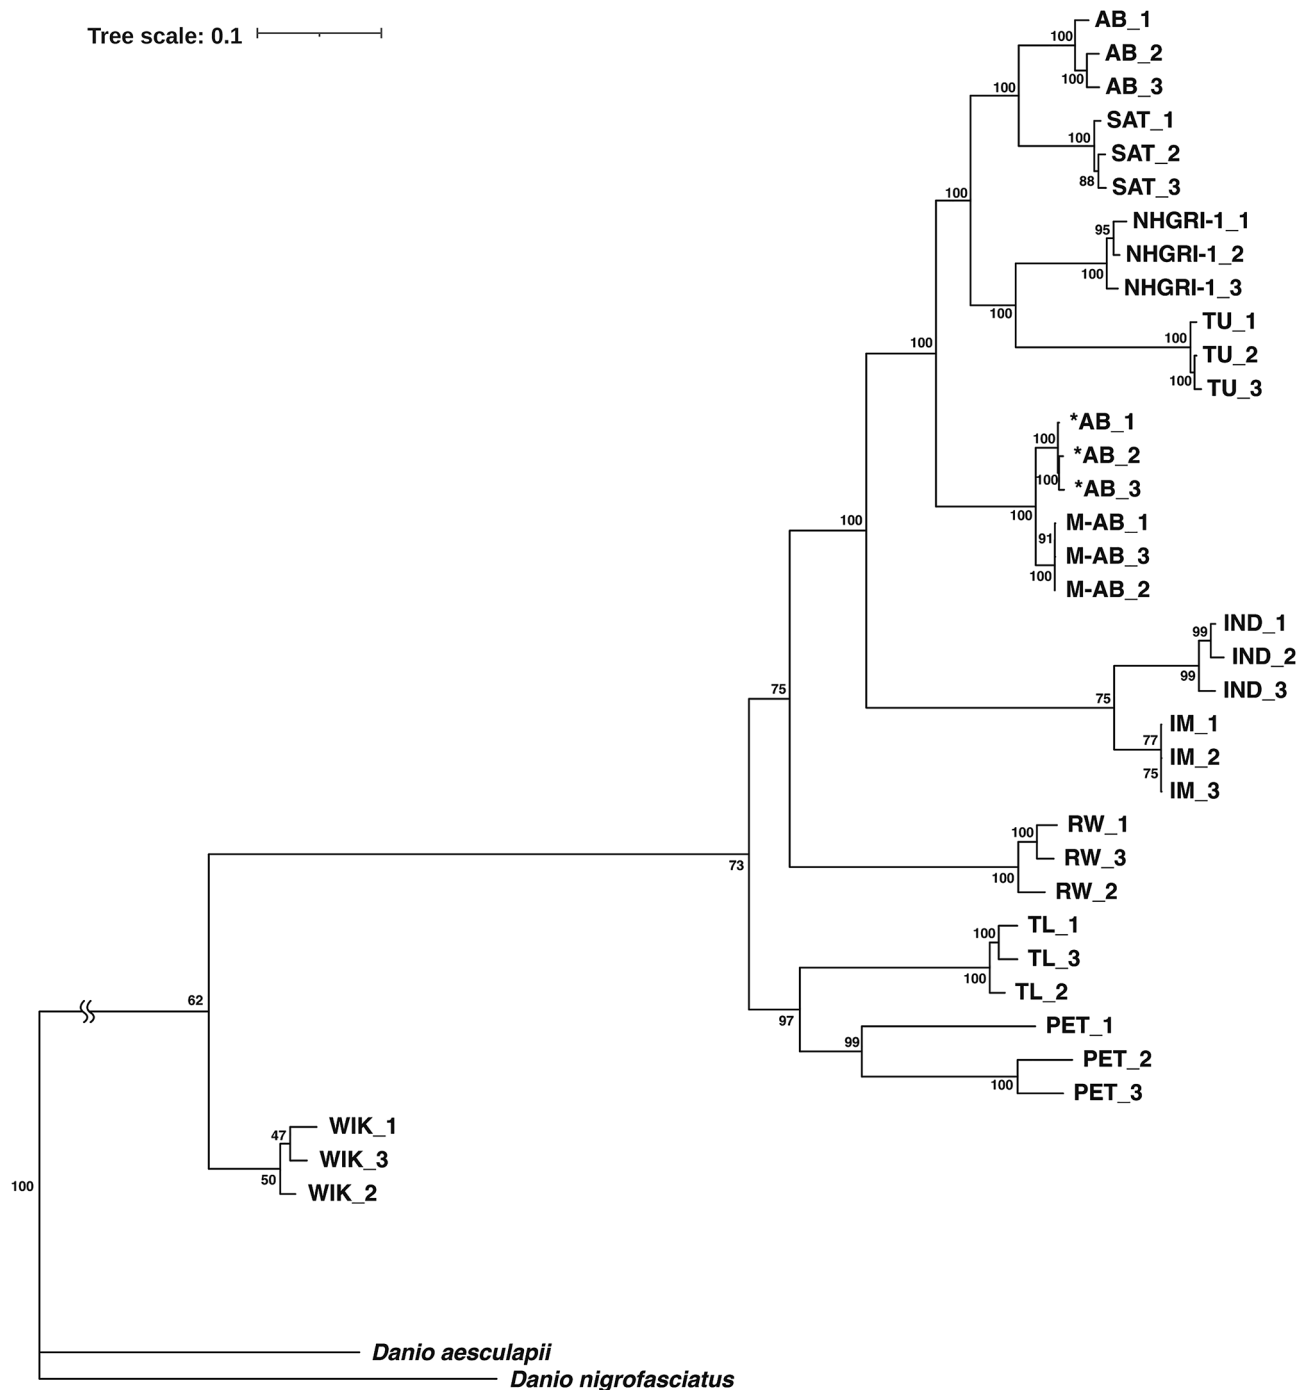 Tree scale: 0.1
AB_1
100
AB_2
100
AB_3
100
SAT_1
100
SAT_2
88
SAT_3
100
NHGRI-1_1
95
NHGRI-1_2
100
NHGRI-1_3
100
TU_1
100
TU_2
100
TU_3
100
*AB_1
100
*AB_2
100
*AB_3
100
M-AB_1
91
M-AB_3
100
M-AB_2
100
IND_1
99
IND_2
99
IND_3
75
IM_1
77
IM_2
75
IM_3
75
RW_1
100
RW_3
100
RW_2
73
TL_1
100
TL_3
100
TL_2
97
PET_1
99
PET_2
100
PET_3
62
WIK_1
47
WIK_3
50
WIK_2
100
Danio aesculapii
Danio nigrofasciatus